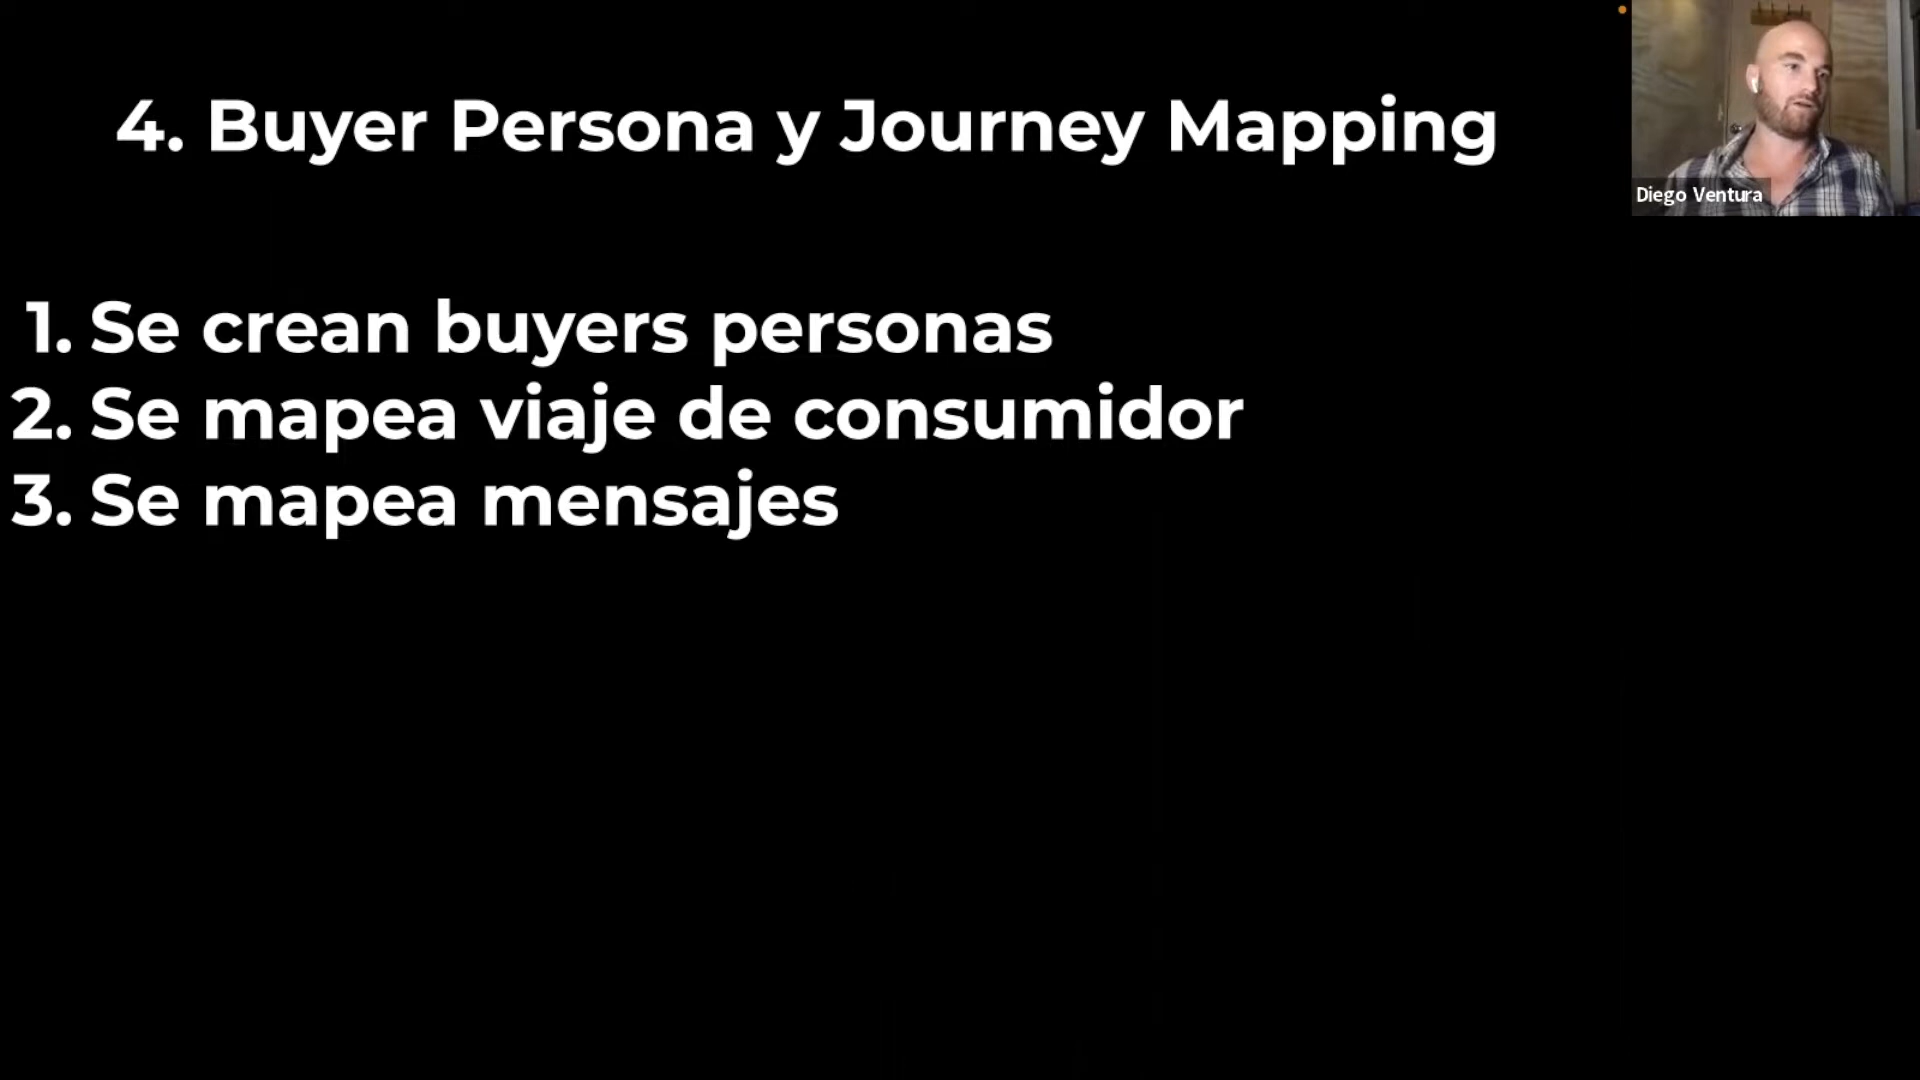 4. Buyer Persona y Journey Mapping
Diego Ventura
1. Se crean buyers personas
2. Se mapea viaje de consumidor
3. Se mapea mensajes